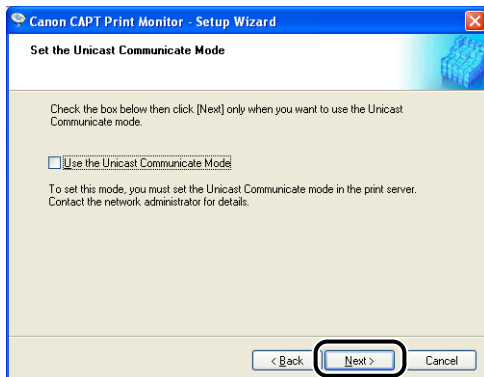 Canon CAPT Print Monitor - Setup Wizard
Set the Unicast Communicate Mode
Check the box below then click [Next] only when you want to use the Unicast
Communicate mode.
Use the Unicast Communicate Mode
To set this mode, you must set the Unicast Communicate mode in the print server.
Contact the network administrator for details.
< Back Next > Cancel